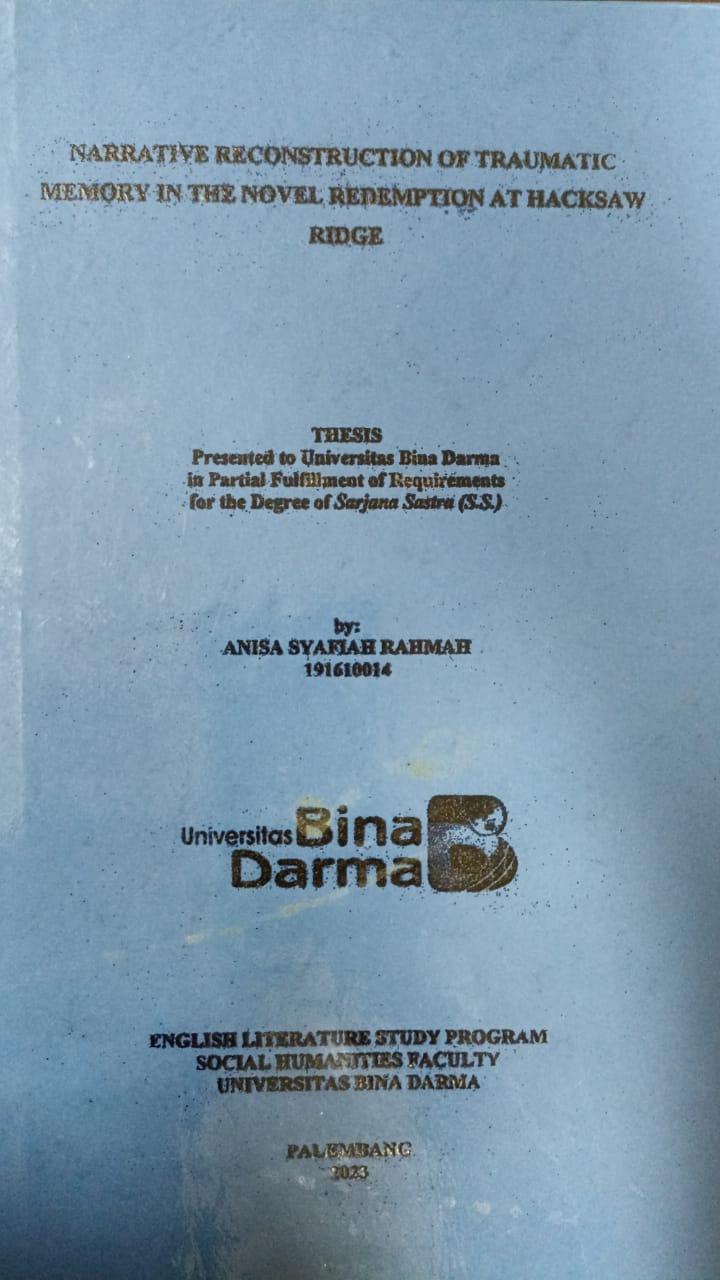 NARRATIVE RECONSTRUCTION OF TRAUMATIC
MEMORY IN THE NOVEL REDEMPTION AT HACKSAW
RIDGE
THESIS
Presented to Universitas Bina Darma
in Partial Fulfillment of Requirements
for the Degree of Sarjana Sastra (S.S.)
by:
ANISA SYAFIAH RAHMAH
191610014
Universitas Bina
Darma
ENGLISH LITERATURE STUDY PROGRAM
SOCIAL HUMANITIES FACULTY
UNIVERSITAS BINA DARMA
PALEMBANG
2023